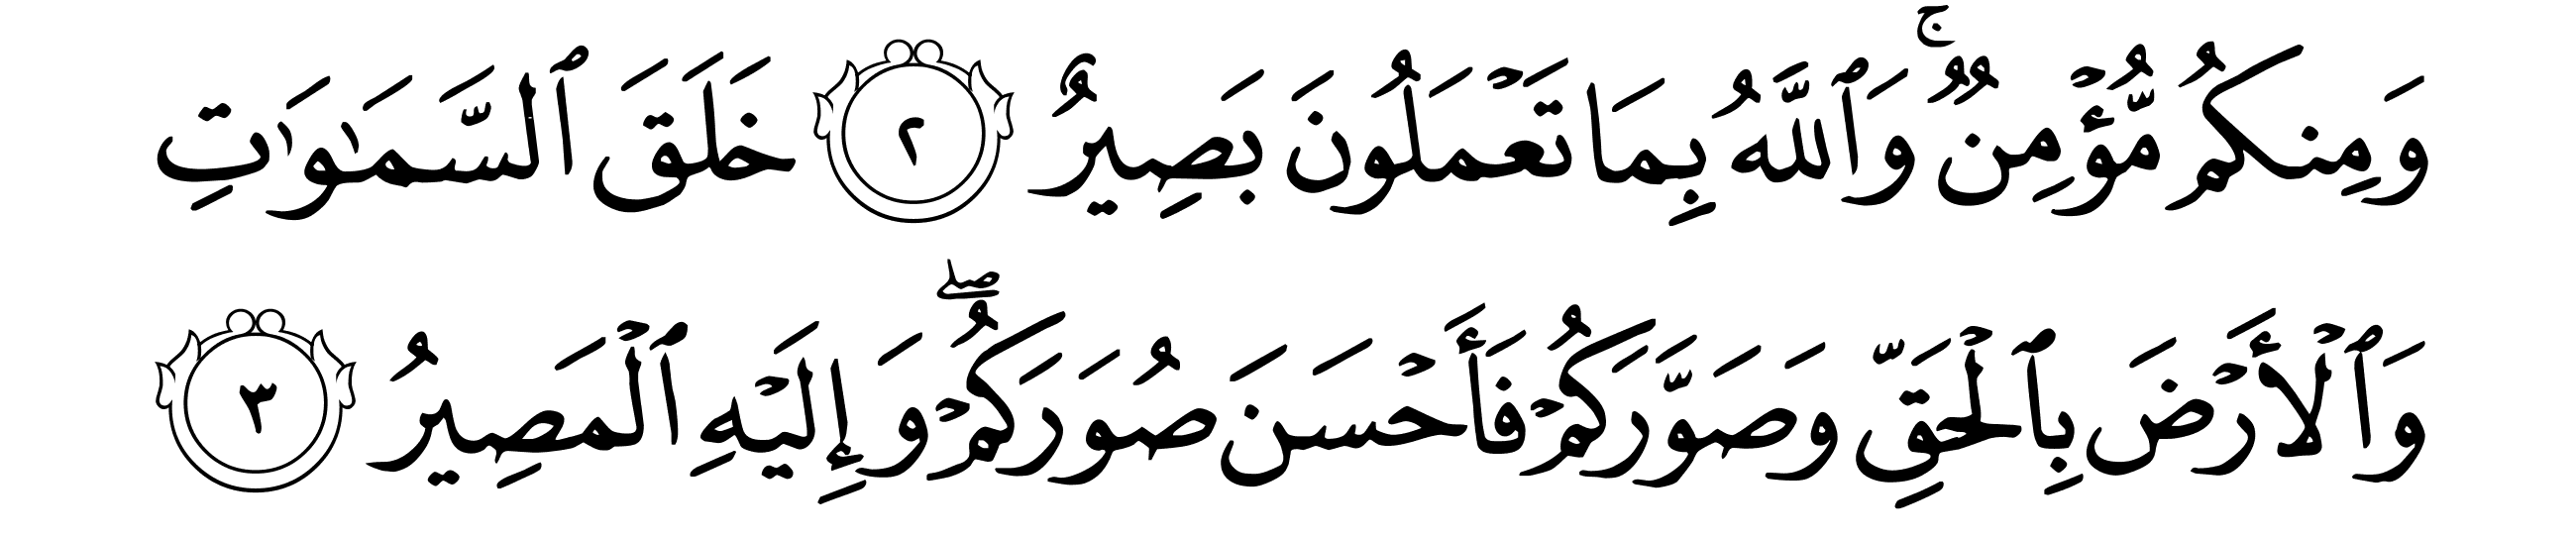 وَمِنكُم مُّؤْمِنٌۚ وَٱللَّهُ بِمَا تَعْمَلُونَ بَصِيرٌ ٢ خَلَقَ ٱلسَّمَٰوَٰتِ
وَٱلْأَرْضَ بِٱلْحَقِّ وَصَوَّرَكُمْ فَأَحْسَنَ صُوَرَكُمْۖ وَإِلَيْهِ ٱلْمَصِيرُ ٣